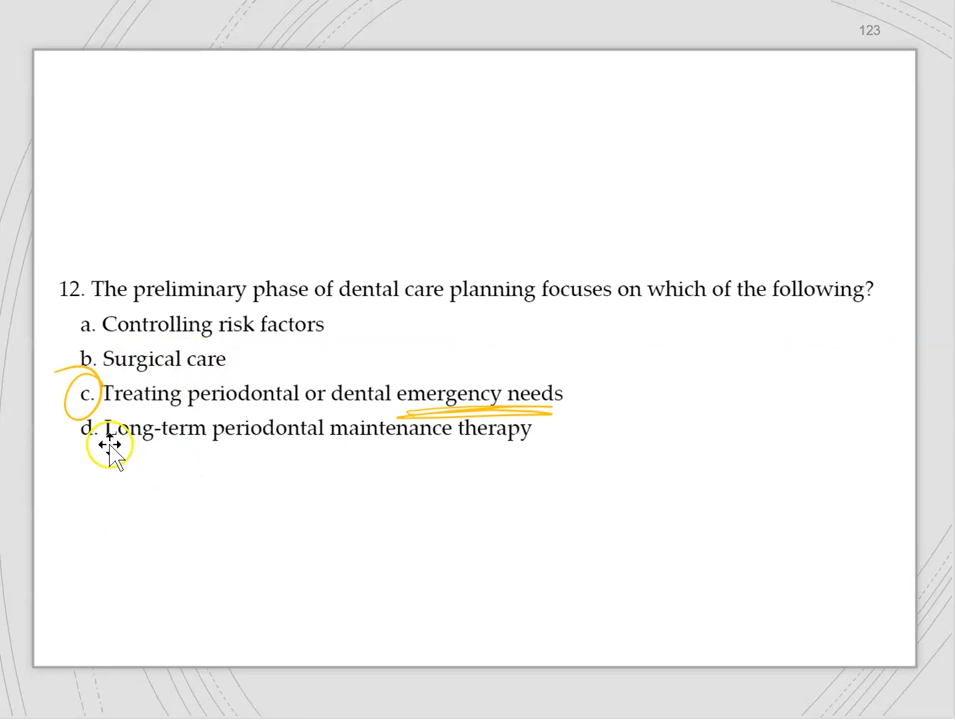 123
12. The preliminary phase of dental care planning focuses on which of the following?
a. Controlling risk factors
b. Surgical care
c. Treating periodontal or dental emergency needs
d. Long-term periodontal maintenance therapy